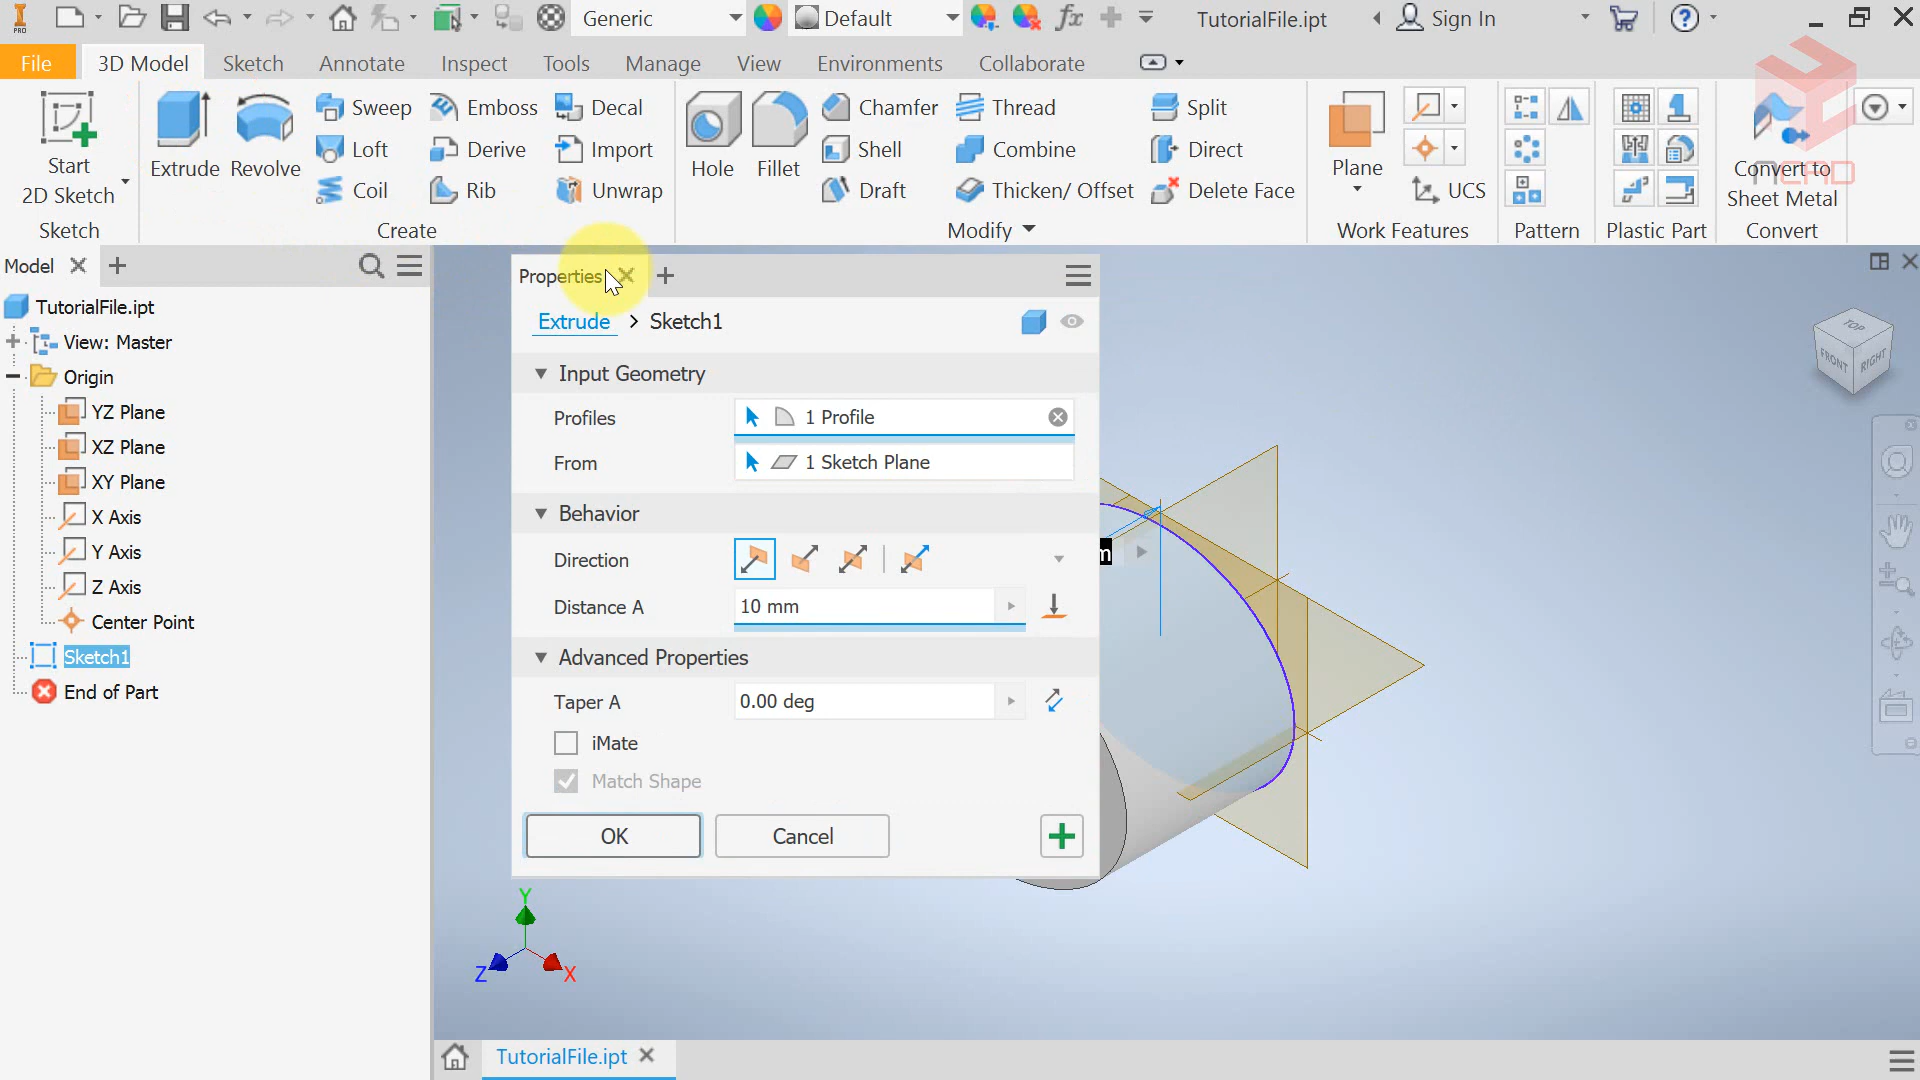 PRO
Generic
Default
fx
TutorialFile.ipt
Sign In
File
3D Model
Sketch
Annotate
Inspect
Tools
Manage
View
Environments
Collaborate
Start
2D Sketch
Sketch
Extrude
Revolve
Sweep
Loft
Coil
Emboss
Derive
Rib
Decal
Import
Unwrap
Create
Hole
Fillet
Chamfer
Shell
Draft
Thread
Combine
Thicken/ Offset
Split
Direct
Delete Face
Modify
Plane
UCS
Work Features
Pattern
Plastic Part
Convert to
Sheet Metal
Convert
MCAD
Model
TutorialFile.ipt
View: Master
Origin
YZ Plane
XZ Plane
XY Plane
X Axis
Y Axis
Z Axis
Center Point
Sketch1
End of Part
Properties
Extrude > Sketch1
Input Geometry
Profiles
1 Profile
From
1 Sketch Plane
Behavior
Direction
Distance A
10 mm
Advanced Properties
Taper A
0.00 deg
iMate
Match Shape
OK
Cancel
m
TOP
FRONT
RIGHT
Y
Z
X
TutorialFile.ipt